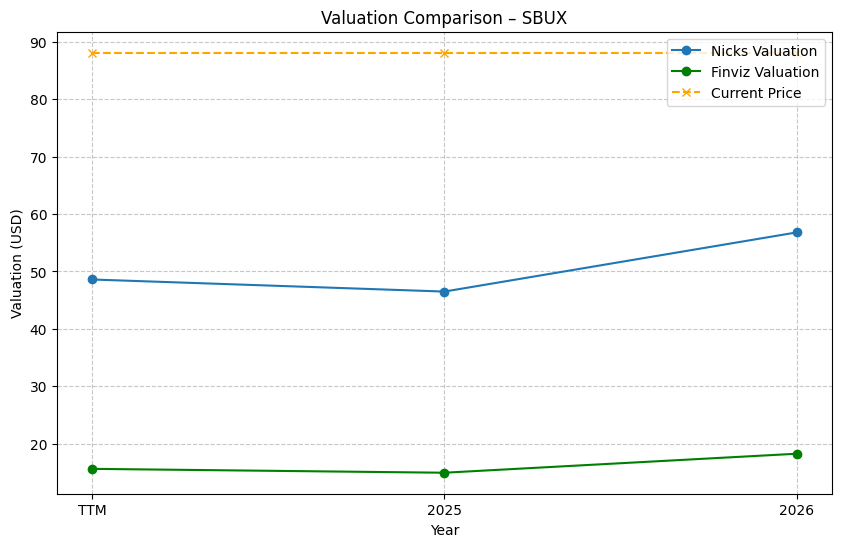 Valuation Comparison – SBUX
Nicks Valuation
Finviz Valuation
Current Price
Valuation (USD)
90
80
70
60
50
40
30
20
TTM
2025
2026
Year